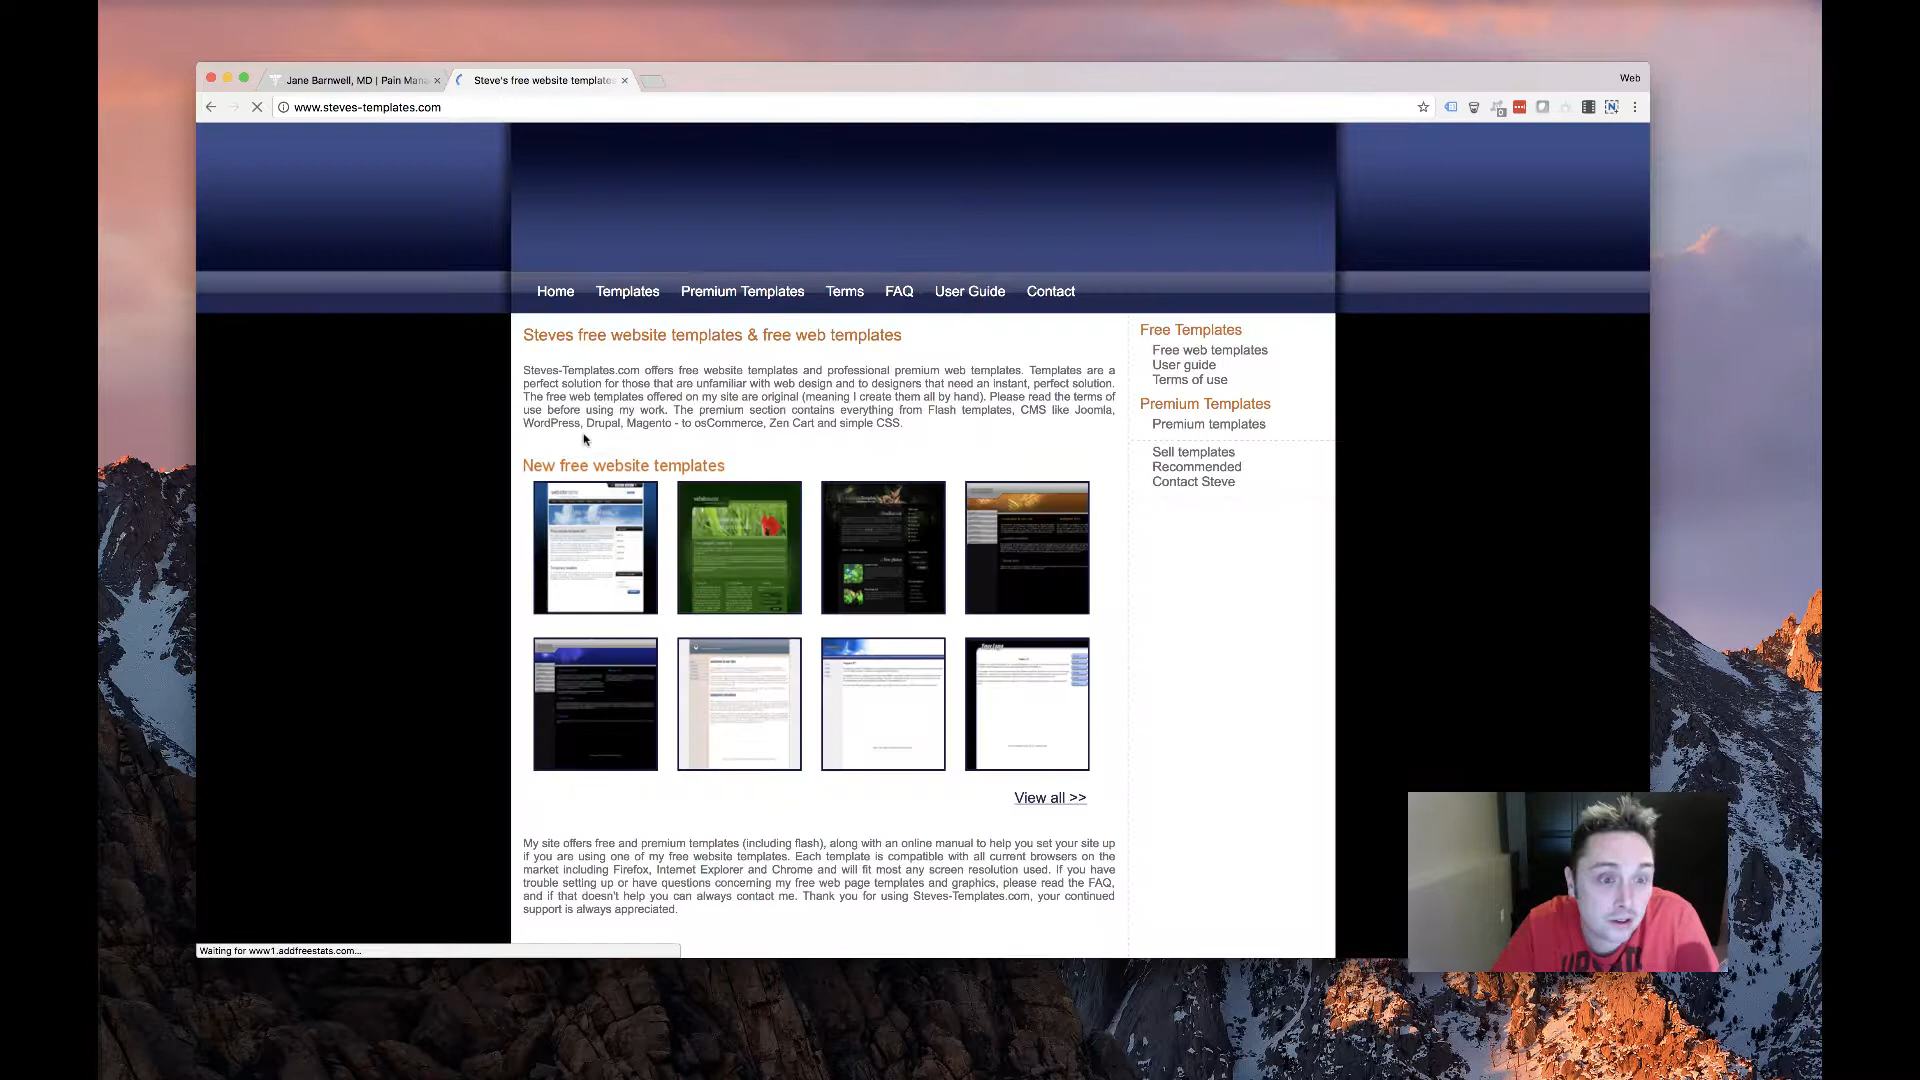 Jane Barnwell, MD | Pain Mana
Steve's free website templates
Web
www.steves-templates.com
Home Templates Premium Templates Terms FAQ User Guide Contact
Steves free website templates & free web templates
Steves-Templates.com offers free website templates and professional premium web templates. Templates are a
perfect solution for those that are unfamiliar with web design and to designers that need an instant, perfect solution.
The free web templates offered on my site are original (meaning I create them all by hand). Please read the terms of
use before using my work. The premium section contains everything from Flash templates, CMS like Joomla,
WordPress, Drupal, Magento - to osCommerce, Zen Cart and simple CSS.
New free website templates
View all >>
My site offers free and premium templates (including flash), along with an online manual to help you set your site up
if you are using one of my free website templates. Each template is compatible with all current browsers on the
market including Firefox, Internet Explorer and Chrome and will fit most any screen resolution used. If you have
trouble setting up or have questions concerning my free web page templates and graphics, please read the FAQ,
and if that doesn't help you can always contact me. Thank you for using Steves-Templates.com, your continued
support is always appreciated.
Free Templates
Free web templates
User guide
Terms of use
Premium Templates
Premium templates
Sell templates
Recommended
Contact Steve
Waiting for www1.addfreestats.com...